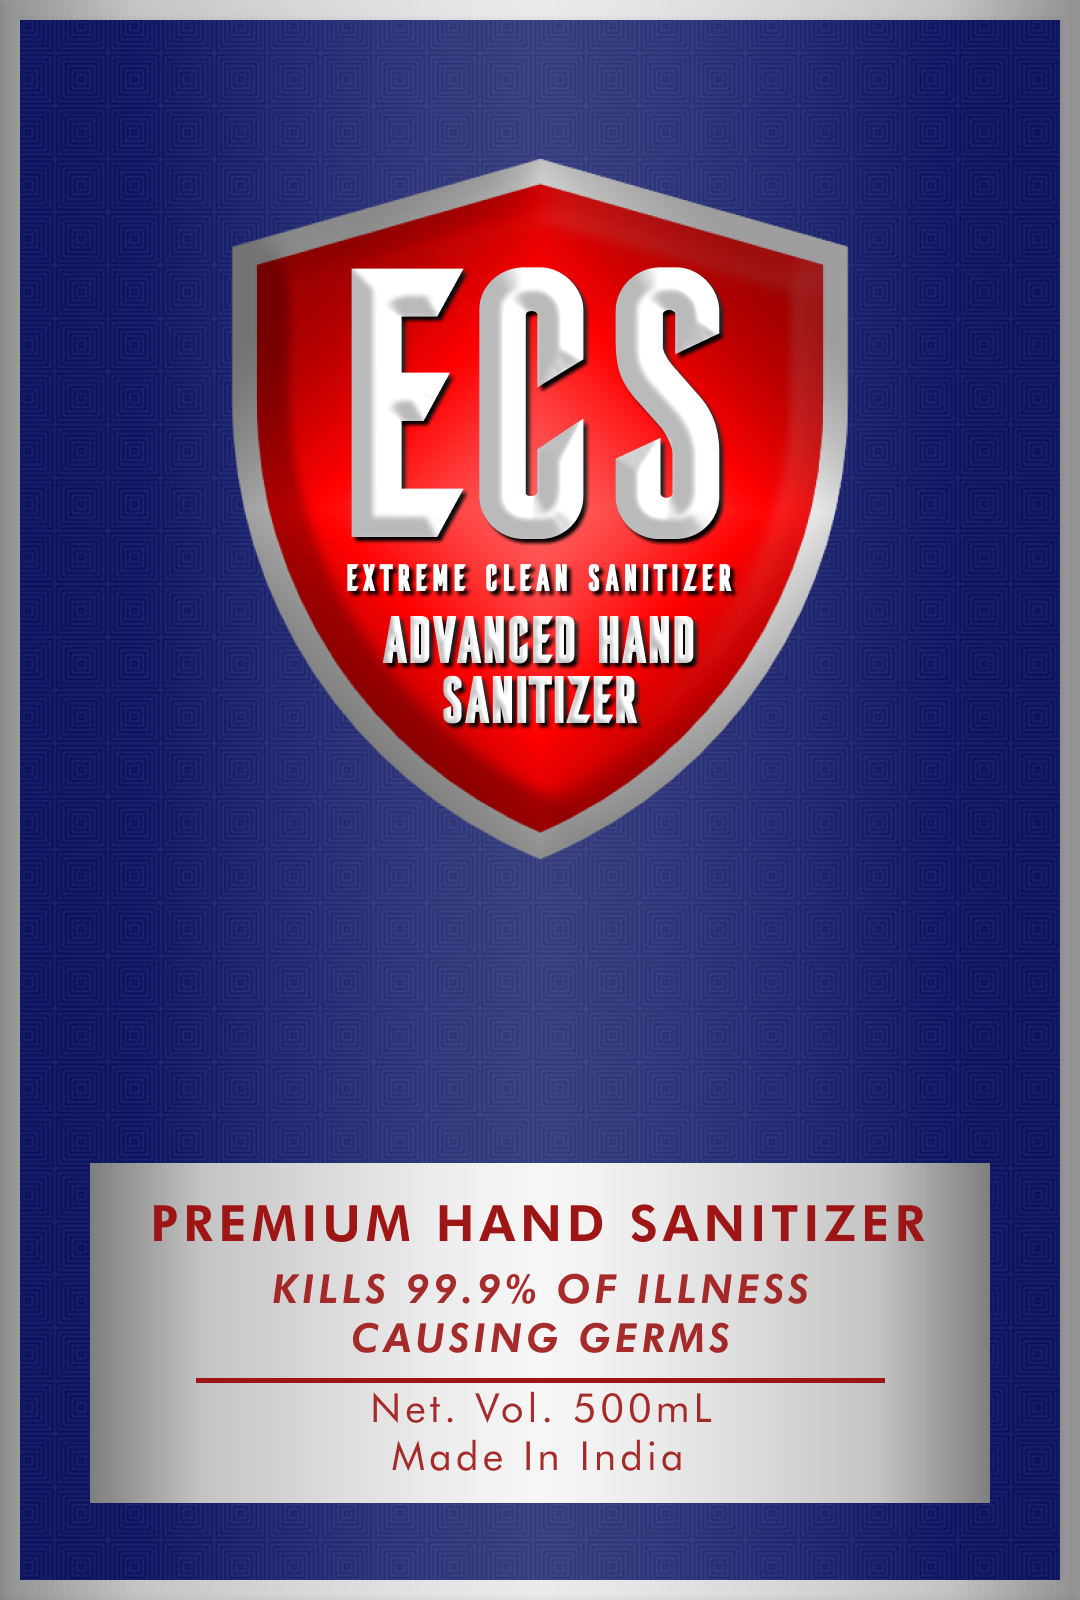 ECS
EXTREME CLEAN SANITIZER
ADVANCED HAND
SANITIZER
PREMIUM HAND SANITIZER
KILLS 99.9% OF ILLNESS
CAUSING GERMS
Net. Vol. 500mL
Made In India